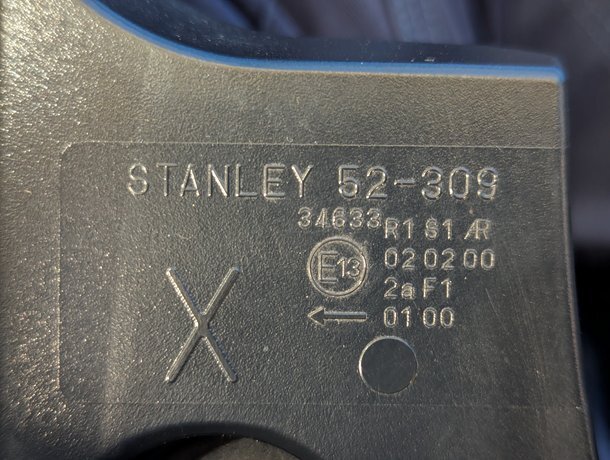 STANLEY 52-309
34633 R1 S1 AR
E13 02 02 00
2a F1
← 01 00
X